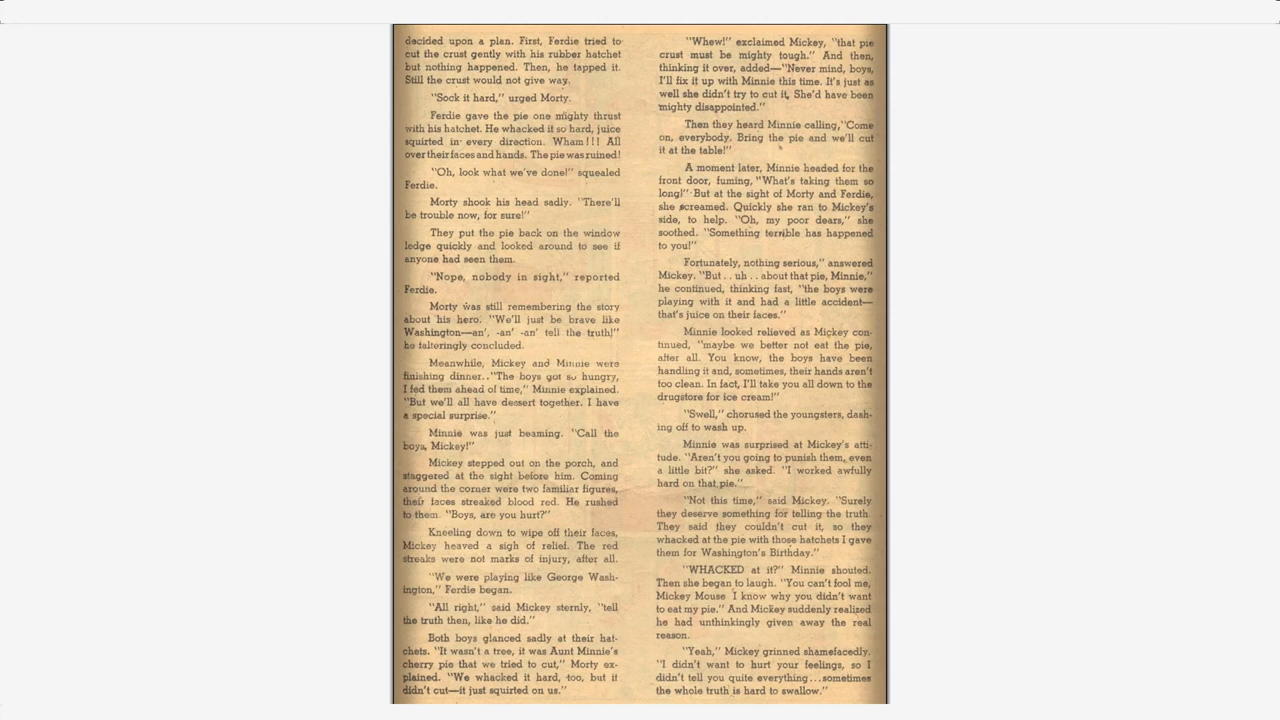 decided upon a plan. First, Ferdie tried to
cut the crust gently with his rubber hatchet
but nothing happened. Then, he tapped it.
Still the crust would not give way.
"Sock it hard," urged Morty.
Ferdie gave the pie one mighty thrust
with his hatchet. He whacked it so hard, juice
squirted in every direction. Wham!!! All
over their faces and hands. The pie was ruined!
"Oh, look what we've done!" squealed
Ferdie.
Morty shook his head sadly. "There'll
be trouble now, for sure!"
They put the pie back on the window
ledge quickly and looked around to see if
anyone had seen them.
"Nope, nobody in sight," reported
Ferdie.
Morty was still remembering the story
about his hero. "We'll just be brave like
Washington—an', -an' -an' tell the truth!"
he falteringly concluded.
Meanwhile, Mickey and Minnie were
finishing dinner.."The boys got so hungry,
I fed them ahead of time," Minnie explained.
"But we'll all have dessert together. I have
a special surprise."
Minnie was just beaming. "Call the
boys, Mickey!"
Mickey stepped out on the porch, and
staggered at the sight before him. Coming
around the corner were two familiar figures,
their faces streaked blood red. He rushed
to them. "Boys, are you hurt?"
Kneeling down to wipe off their faces,
Mickey heaved a sigh of relief. The red
streaks were not marks of injury, after all.
"We were playing like George Wash-
ington," Ferdie began.
"All right," said Mickey sternly, "tell
the truth then, like he did."
Both boys glanced sadly at their hat-
chets. "It wasn't a tree, it was Aunt Minnie's
cherry pie that we tried to cut," Morty ex-
plained. "We whacked it hard, too, but it
didn't cut—it just squirted on us."
"Whew!" exclaimed Mickey, "that pie
crust must be mighty tough." And then,
thinking it over, added—"Never mind, boys,
I'll fix it up with Minnie this time. It's just as
well she didn't try to cut it. She'd have been
mighty disappointed."
Then they heard Minnie calling, "Come
on, everybody. Bring the pie and we'll cut
it at the table!"
A moment later, Minnie headed for the
front door, fuming, "What's taking them so
long!" But at the sight of Morty and Ferdie,
she screamed. Quickly she ran to Mickey's
side, to help. "Oh, my poor dears," she
soothed. "Something terrible has happened
to you!"
Fortunately, nothing serious," answered
Mickey. "But . . uh . . about that pie, Minnie,"
he continued, thinking fast, "the boys were
playing with it and had a little accident—
that's juice on their faces."
Minnie looked relieved as Mickey con-
tinued, "maybe we better not eat the pie,
after all. You know, the boys have been
handling it and, sometimes, their hands aren't
too clean. In fact, I'll take you all down to the
drugstore for ice cream!"
"Swell," chorused the youngsters, dash-
ing off to wash up.
Minnie was surprised at Mickey's atti-
tude. "Aren't you going to punish them, even
a little bit?" she asked. "I worked awfully
hard on that pie."
"Not this time," said Mickey. "Surely
they deserve something for telling the truth.
They said they couldn't cut it, so they
whacked at the pie with those hatchets I gave
them for Washington's Birthday."
"WHACKED at it?" Minnie shouted.
Then she began to laugh. "You can't fool me,
Mickey Mouse I know why you didn't want
to eat my pie." And Mickey suddenly realized
he had unthinkingly given away the real
reason.
"Yeah," Mickey grinned shamefacedly.
"I didn't want to hurt your feelings, so I
didn't tell you quite everything...sometimes
the whole truth is hard to swallow."